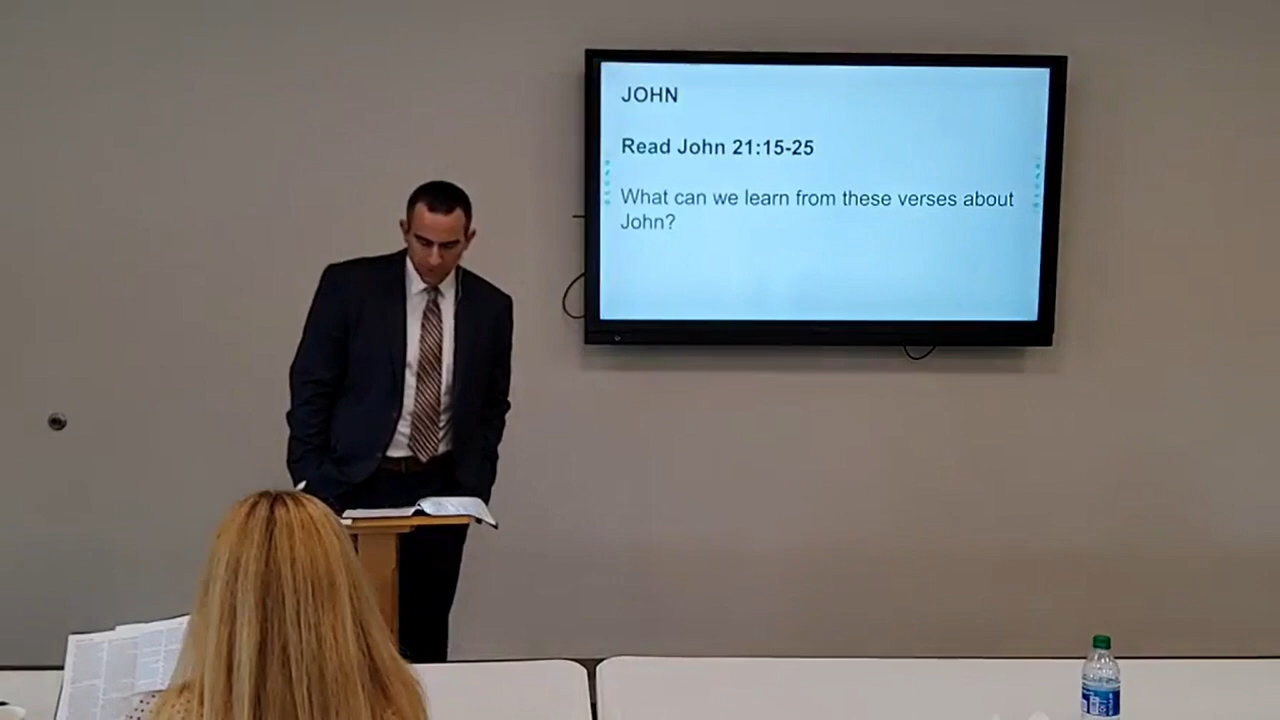 JOHN
Read John 21:15-25
What can we learn from these verses about
John?